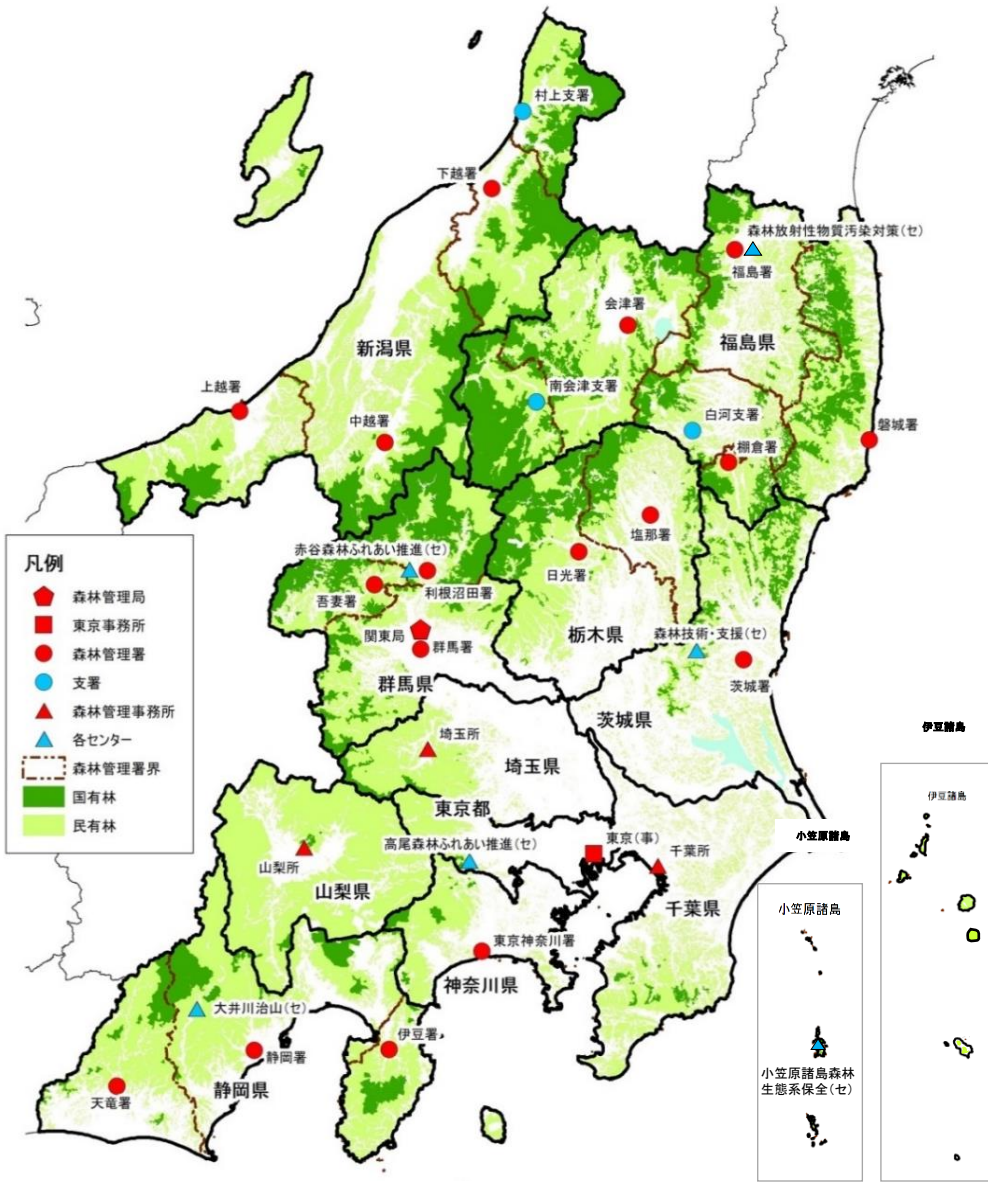 村上支署
下越署
森林放射性物質汚染対策(セ)
福島署
会津署
福島県
新潟県
南会津支署
上越署
中越署
白河支署
磐城署
棚倉署
塩那署
日光署
赤谷森林ふれあい推進(セ)
吾妻署
利根沼田署
関東局
群馬署
栃木県
森林技術・支援(セ)
茨城署
群馬県
茨城県
埼玉所
埼玉県
東京都
高尾森林ふれあい推進(セ)
東京(事)
千葉所
山梨所
山梨県
千葉県
東京神奈川署
神奈川県
大井川治山(セ)
伊豆署
静岡署
天竜署
静岡県
凡例
森林管理局
東京事務所
森林管理署
支署
森林管理事務所
各センター
森林管理署界
国有林
民有林
伊豆諸島
伊豆諸島
小笠原諸島
小笠原諸島
小笠原諸島森林
生態系保全(セ)